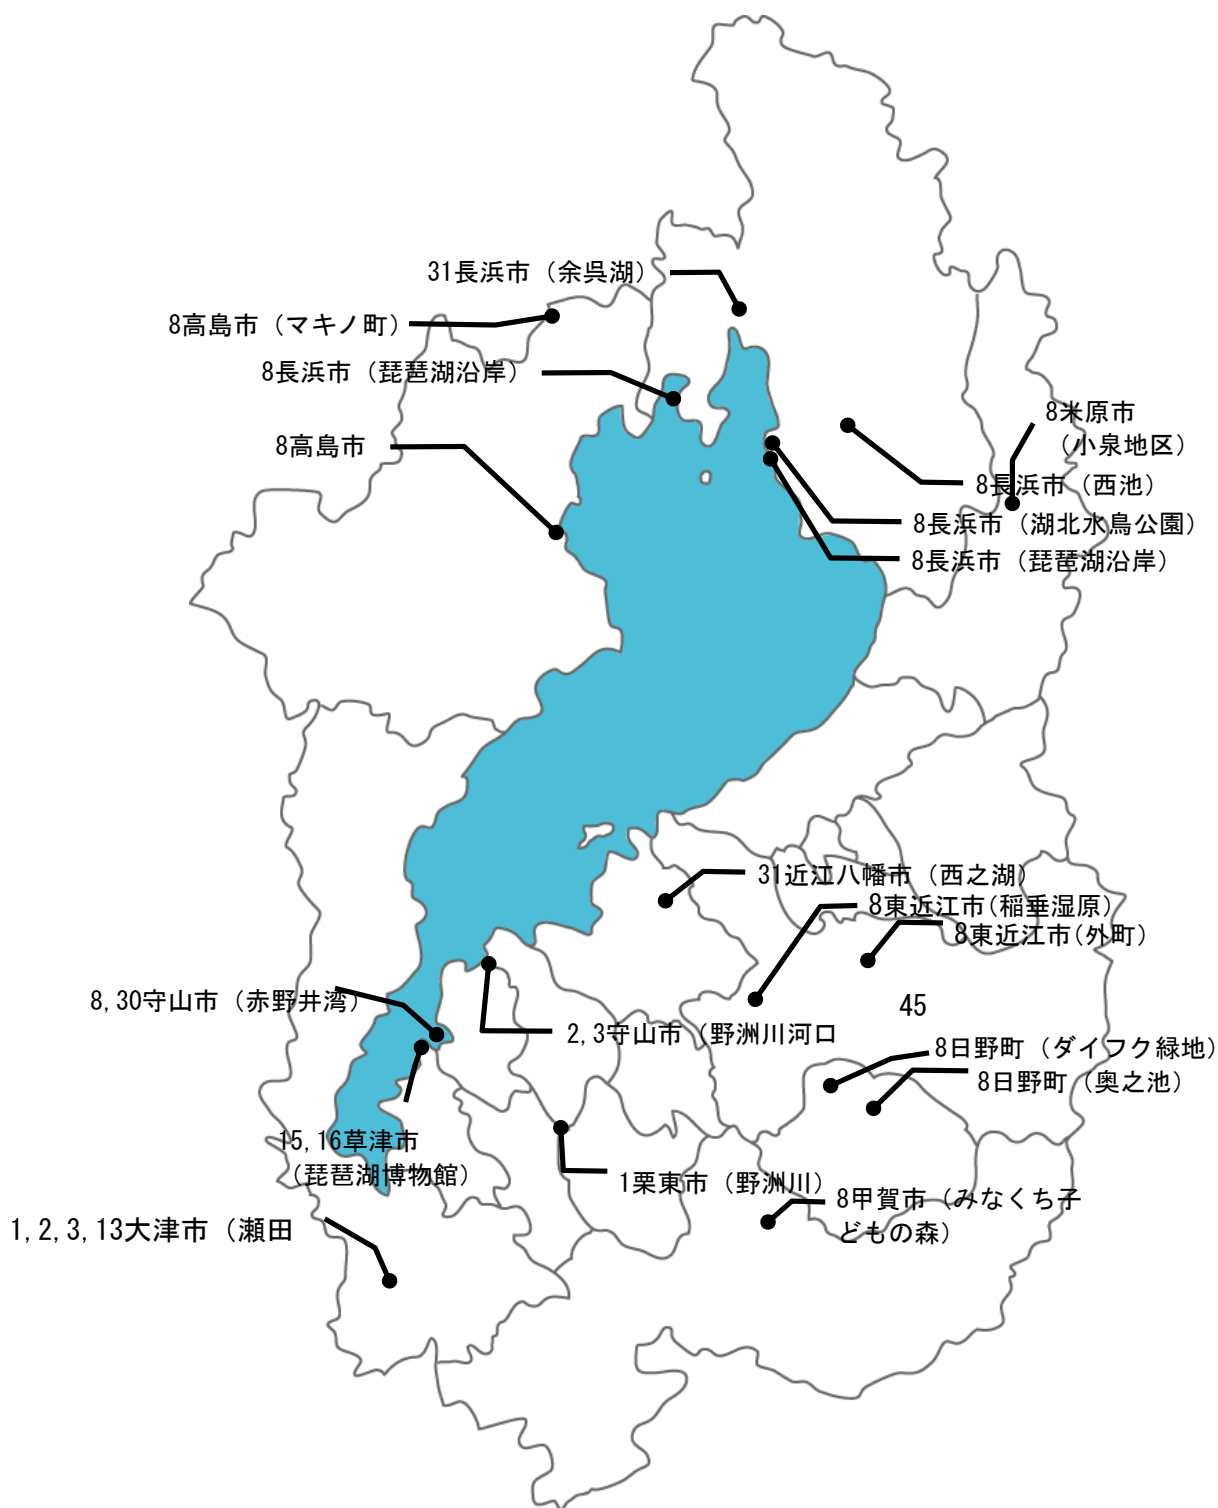 31長浜市（余呉湖）
8高島市（マキノ町）
8長浜市（琵琶湖沿岸）
8米原市
（小泉地区）
8高島市
8長浜市（西池）
8長浜市（湖北水鳥公園）
8長浜市（琵琶湖沿岸）
31近江八幡市（西之湖）
8東近江市(稲垂湿原)
8東近江市(外町)
8,30守山市（赤野井湾）
45
2,3守山市（野洲川河口
8日野町（ダイフク緑地）
8日野町（奥之池）
15,16草津市
（琵琶湖博物館）
1栗東市（野洲川）
8甲賀市（みなくち子
どもの森）
1,2,3,13大津市（瀬田